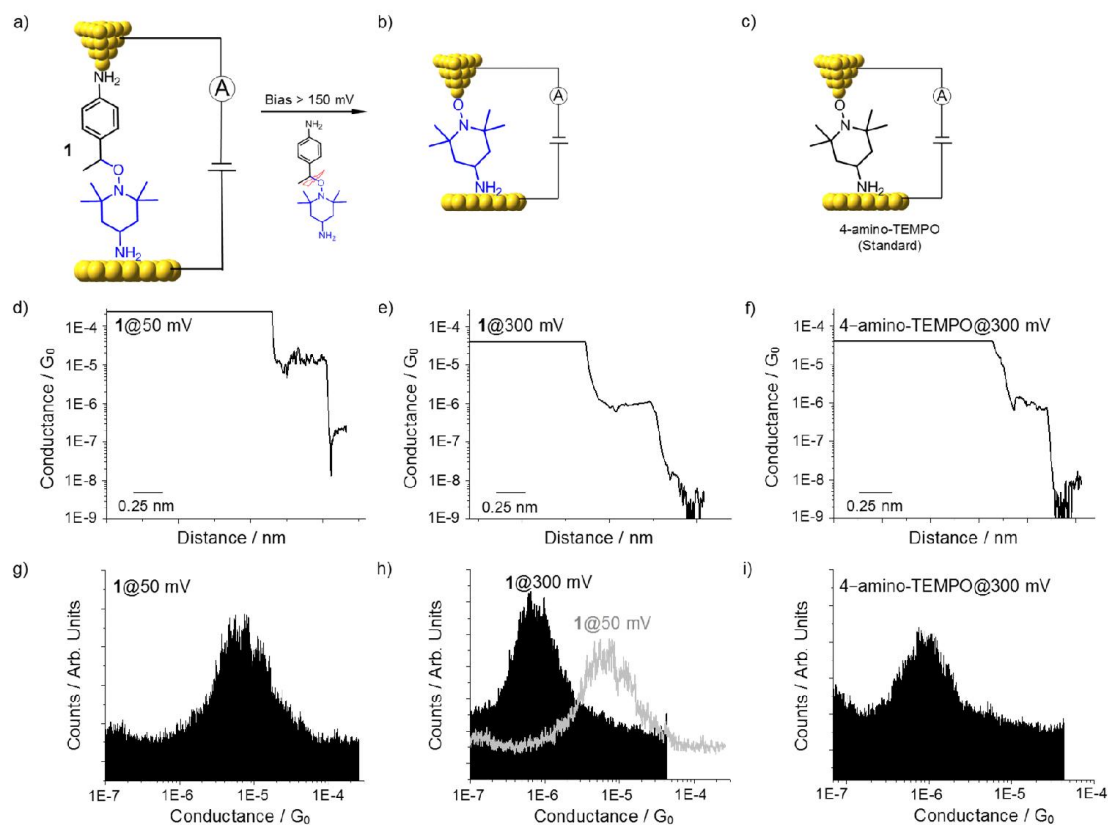 a)
b)
c)
NH₂
A
1
O
N
NH₂
Bias > 150 mV
NH₂
O
N
NH₂
A
O
N
NH₂
A
O
N
NH₂
4-amino-TEMPO
(Standard)
d)
1@50 mV
1E-4
1E-5
1E-6
1E-7
1E-8
1E-9
Conductance / G₀
0.25 nm
Distance / nm
e)
1@300 mV
1E-4
1E-5
1E-6
1E-7
1E-8
1E-9
Conductance / G₀
0.25 nm
Distance / nm
f)
4-amino-TEMPO@300 mV
1E-4
1E-5
1E-6
1E-7
1E-8
1E-9
Conductance / G₀
0.25 nm
Distance / nm
g)
1@50 mV
Counts / Arb. Units
1E-7 1E-6 1E-5 1E-4
Conductance / G₀
h)
1@300 mV
1@50 mV
Counts / Arb. Units
1E-7 1E-6 1E-5 1E-4
Conductance / G₀
i)
4-amino-TEMPO@300 mV
Counts / Arb. Units
1E-7 1E-6 1E-5 1E-4
Conductance / G₀